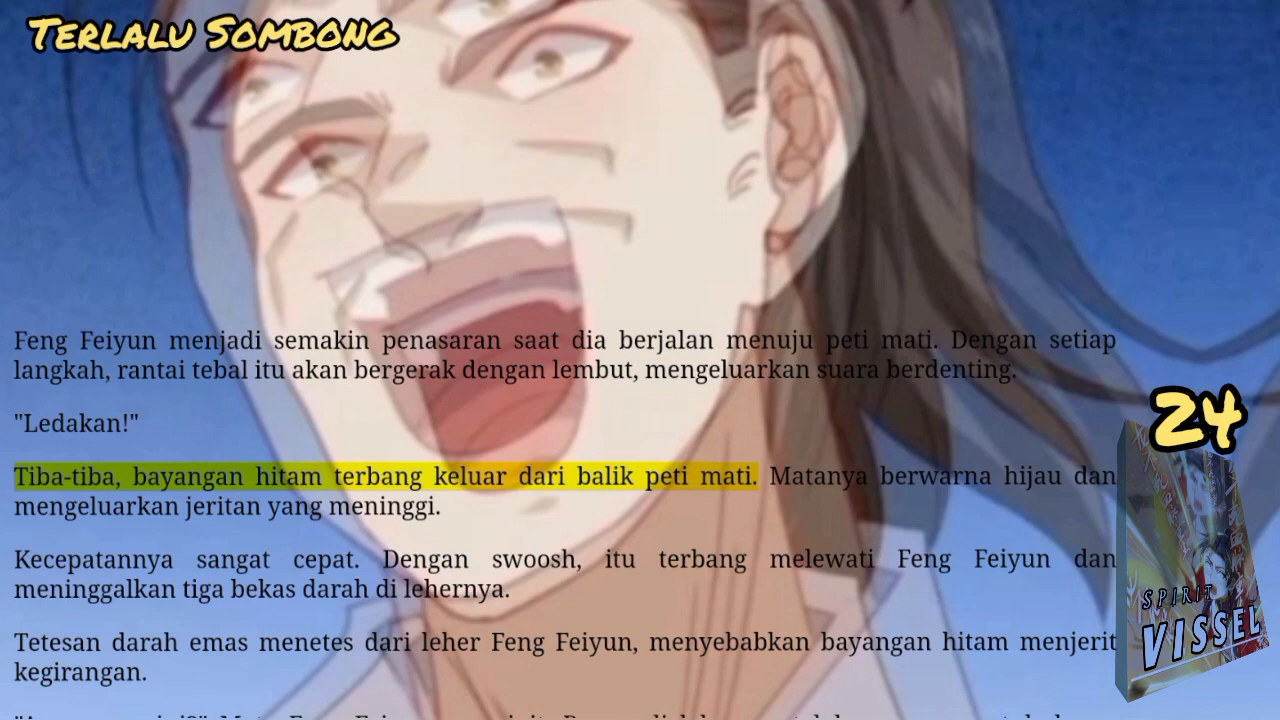 Terlalu Sombong
Feng Feiyun menjadi semakin penasaran saat dia berjalan menuju peti mati. Dengan setiap
langkah, rantai tebal itu akan bergerak dengan lembut, mengeluarkan suara berdenting.
"Ledakan!"
Tiba-tiba, bayangan hitam terbang keluar dari balik peti mati. Matanya berwarna hijau dan
mengeluarkan jeritan yang meninggi.
Kecepatannya sangat cepat. Dengan swoosh, itu terbang melewati Feng Feiyun dan
meninggalkan tiga bekas darah di lehernya.
Tetesan darah emas menetes dari leher Feng Feiyun, menyebabkan bayangan hitam menjerit
kegirangan.
24
SPIRIT
VISSEL